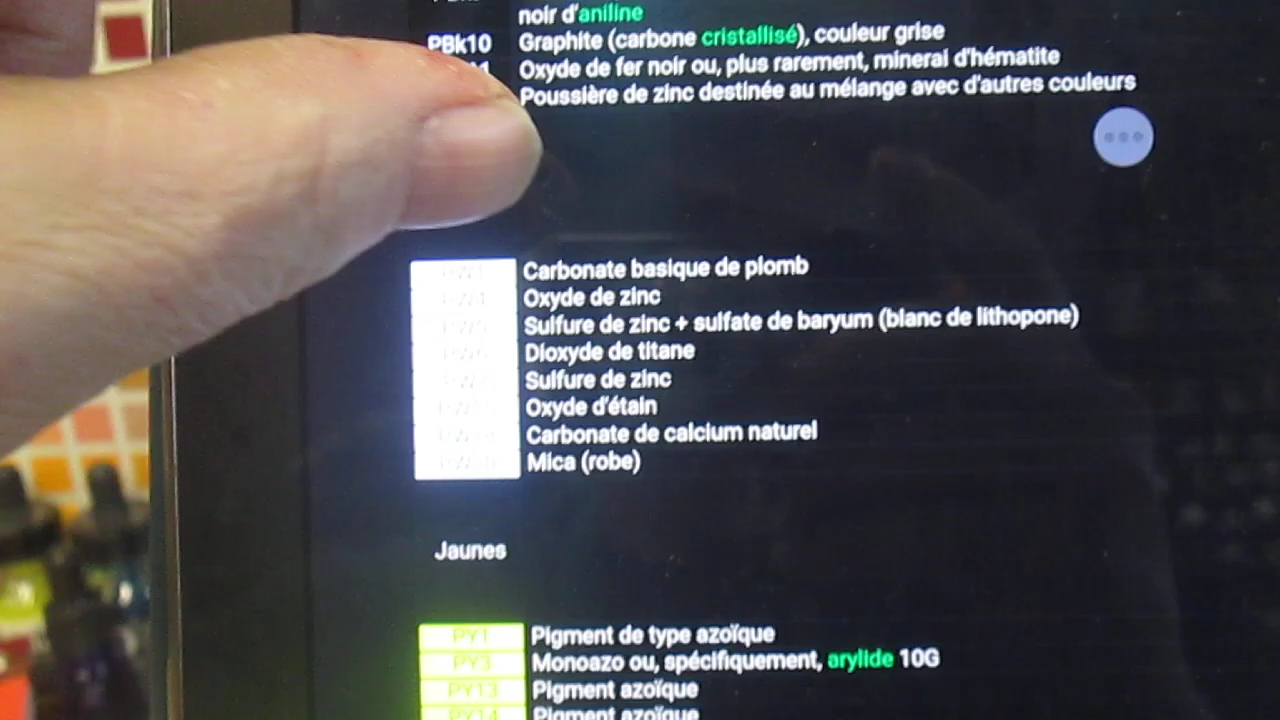 noir d'aniline
PBk10 Graphite (carbone cristallisé), couleur grise
Oxyde de fer noir ou, plus rarement, minerai d'hématite
Poussière de zinc destinée au mélange avec d'autres couleurs
Carbonate basique de plomb
Oxyde de zinc
Sulfure de zinc + sulfate de baryum (blanc de lithopone)
PW6 Dioxyde de titane
Sulfure de zinc
Oxyde d'étain
Carbonate de calcium naturel
Mica (robe)
Jaunes
PY1 Pigment de type azoïque
PY3 Monoazo ou, spécifiquement, arylide 10G
PY13 Pigment azoïque
PY14 Pigment azoïque